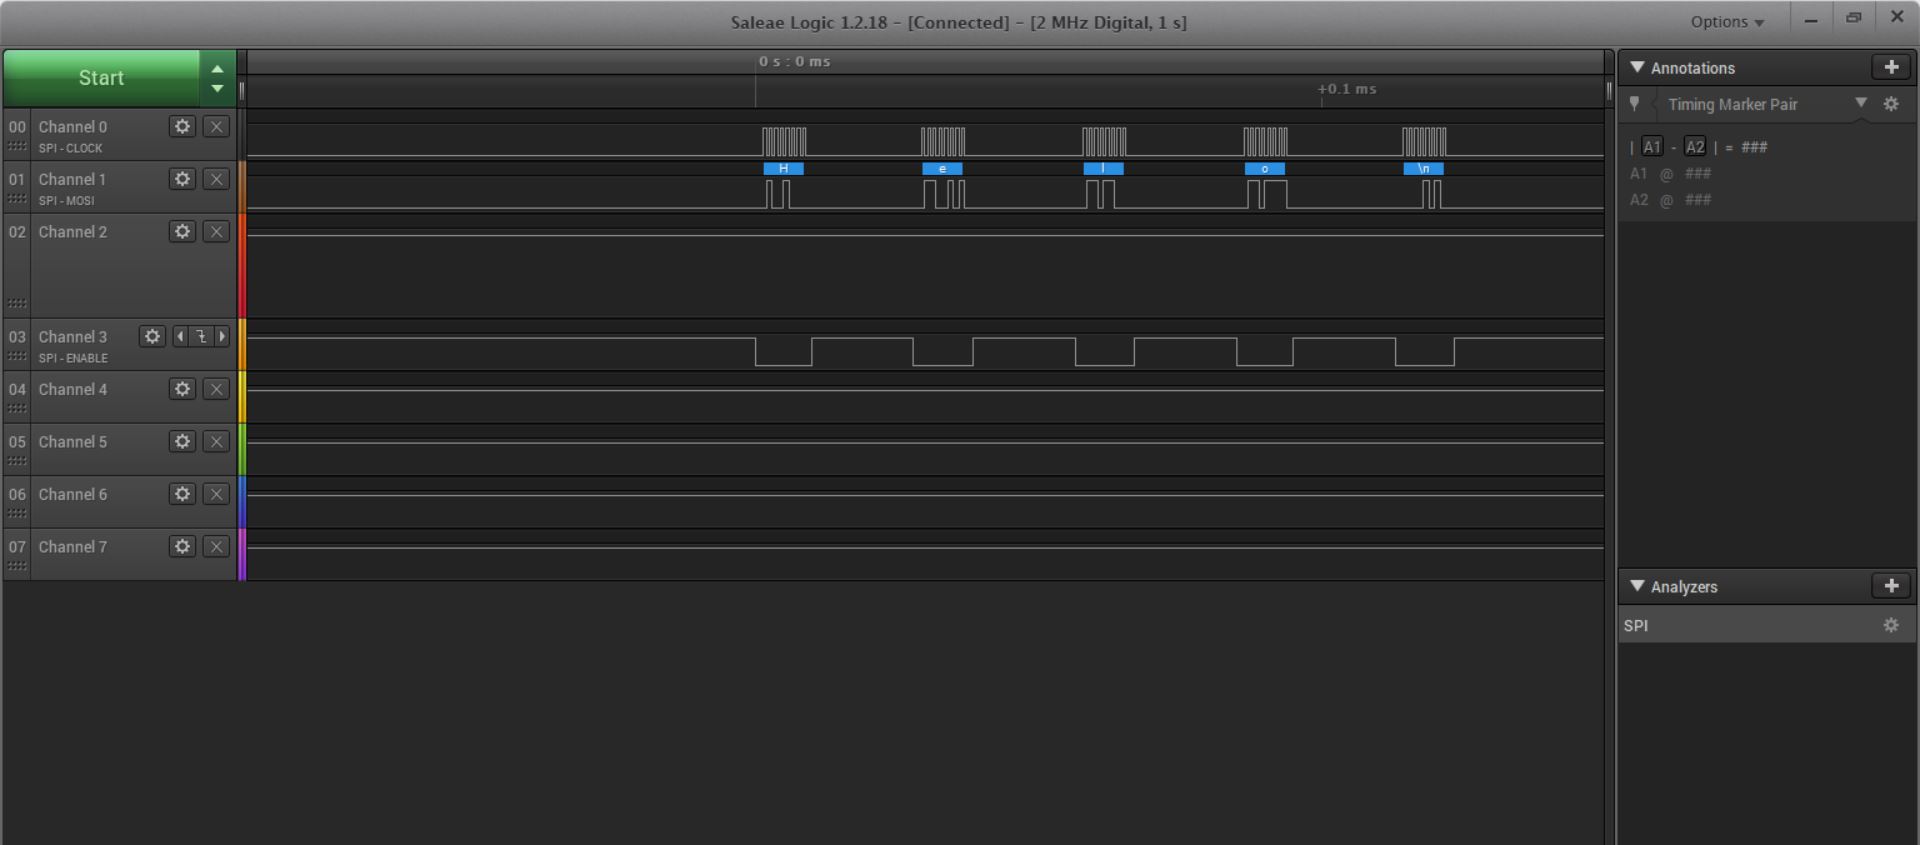 Saleae Logic 1.2.18 - [Connected] - [2 MHz Digital, 1 s]
Options
Start
0 s : 0 ms
+0.1 ms
Annotations
Timing Marker Pair
| A1 - A2 | = ###
A1 @ ###
A2 @ ###
00 Channel 0
SPI - CLOCK
H e l o \n
01 Channel 1
SPI - MOSI
02 Channel 2
03 Channel 3
SPI - ENABLE
04 Channel 4
05 Channel 5
06 Channel 6
07 Channel 7
Analyzers
SPI